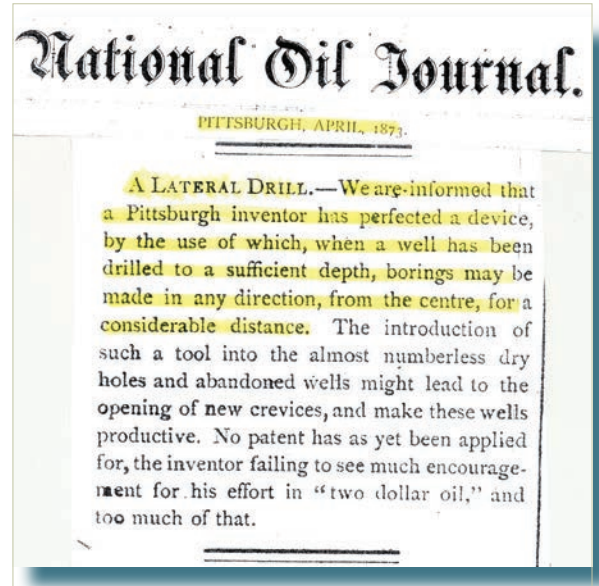 National Oil Journal.
PITTSBURGH, APRIL, 1873.
A LATERAL DRILL.—We are informed that
a Pittsburgh inventor has perfected a device,
by the use of which, when a well has been
drilled to a sufficient depth, borings may be
made in any direction, from the centre, for a
considerable distance. The introduction of
such a tool into the almost numberless dry
holes and abandoned wells might lead to the
opening of new crevices, and make these wells
productive. No patent has as yet been applied
for, the inventor failing to see much encourage-
ment for his effort in “two dollar oil,” and
too much of that.